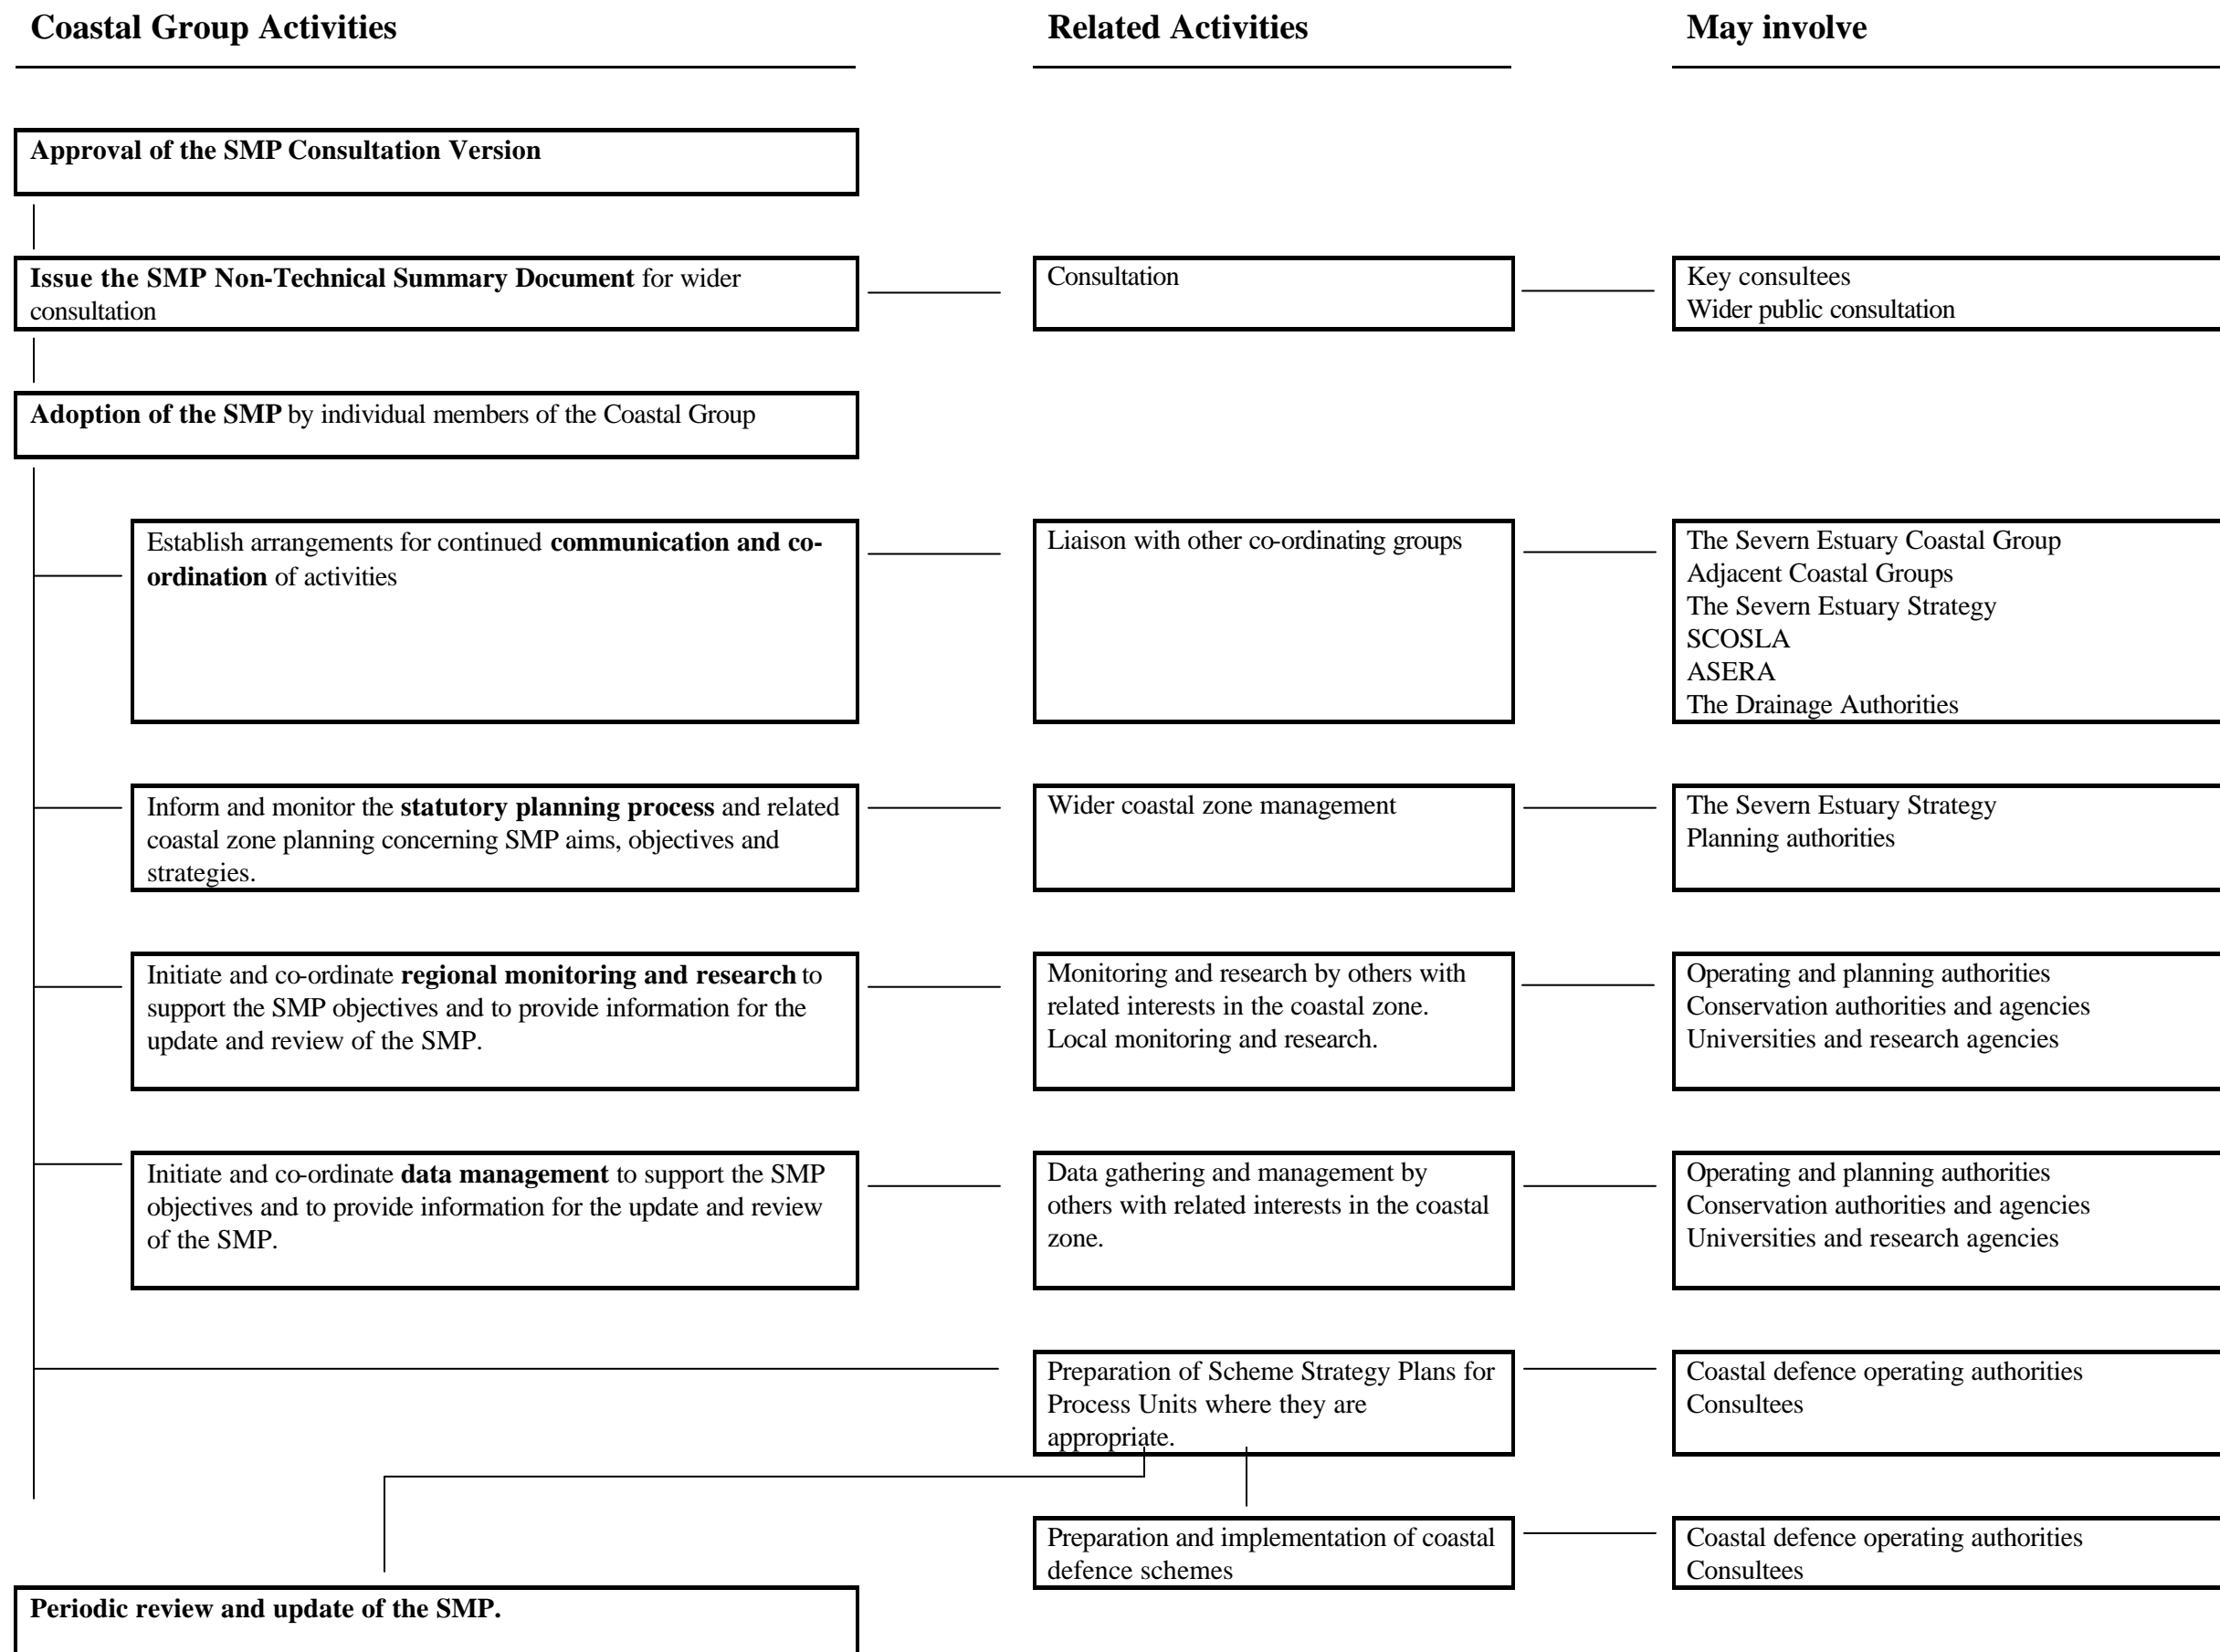 Coastal Group Activities
Related Activities
May involve
Approval of the SMP Consultation Version
Issue the SMP Non-Technical Summary Document for wider
consultation
Consultation
Key consultees
Wider public consultation
Adoption of the SMP by individual members of the Coastal Group
Establish arrangements for continued communication and co-
ordination of activities
Liaison with other co-ordinating groups
The Severn Estuary Coastal Group
Adjacent Coastal Groups
The Severn Estuary Strategy
SCOSLA
ASERA
The Drainage Authorities
Inform and monitor the statutory planning process and related
coastal zone planning concerning SMP aims, objectives and
strategies.
Wider coastal zone management
The Severn Estuary Strategy
Planning authorities
Initiate and co-ordinate regional monitoring and research to
support the SMP objectives and to provide information for the
update and review of the SMP.
Monitoring and research by others with
related interests in the coastal zone.
Local monitoring and research.
Operating and planning authorities
Conservation authorities and agencies
Universities and research agencies
Initiate and co-ordinate data management to support the SMP
objectives and to provide information for the update and review
of the SMP.
Data gathering and management by
others with related interests in the coastal
zone.
Operating and planning authorities
Conservation authorities and agencies
Universities and research agencies
Preparation of Scheme Strategy Plans for
Process Units where they are
appropriate.
Coastal defence operating authorities
Consultees
Preparation and implementation of coastal
defence schemes
Coastal defence operating authorities
Consultees
Periodic review and update of the SMP.